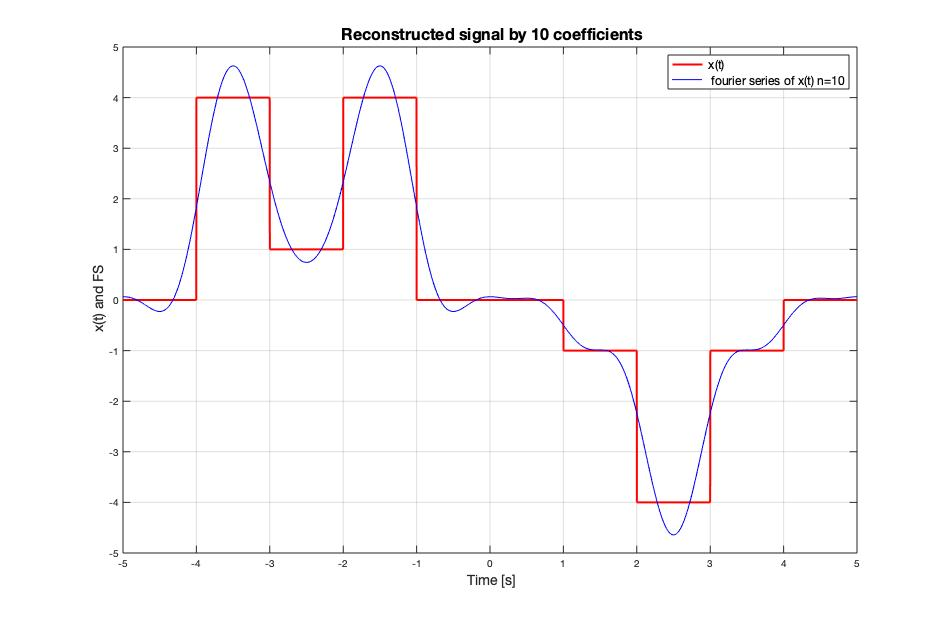 Reconstructed signal by 10 coefficients
x(t)
fourier series of x(t) n=10
x(t) and FS
5
4
3
2
1
0
-1
-2
-3
-4
-5
-5 -4 -3 -2 -1 0 1 2 3 4 5
Time [s]